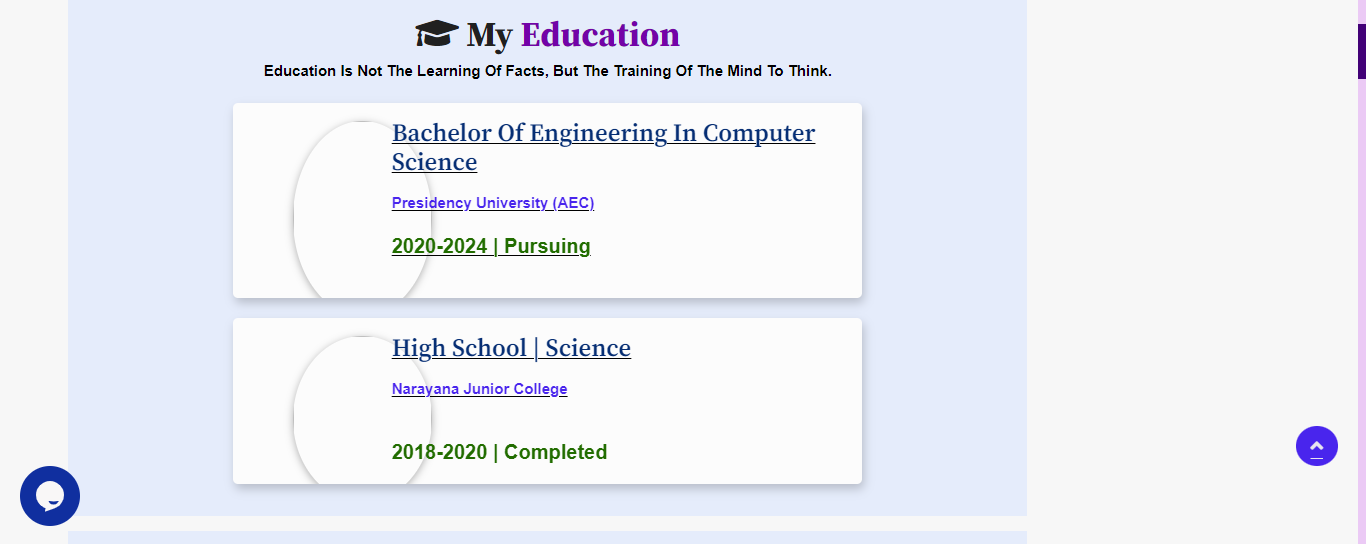 My Education
Education Is Not The Learning Of Facts, But The Training Of The Mind To Think.
Bachelor Of Engineering In Computer
Science
Presidency University (AEC)
2020-2024 | Pursuing
High School | Science
Narayana Junior College
2018-2020 | Completed